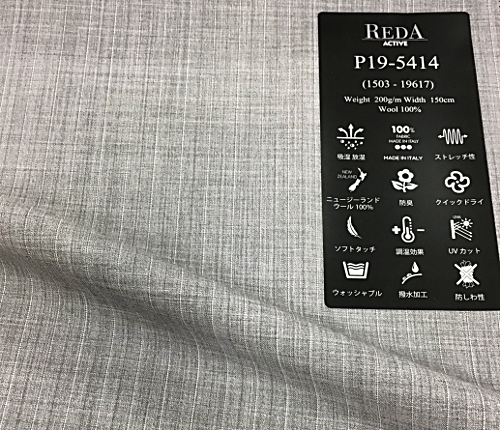 REDA
ACTIVE
P19-5414
(1503 - 19617)
Weight 200g/m Width 150cm
Wool 100%
100%
FABRIC
MADE IN ITALY
吸湿 放湿
MADE IN ITALY
ストレッチ性
NEW
ZEALAND
ニュージーランド
ウール 100%
防臭
クイックドライ
ソフトタッチ
調温効果
UV カット
ウォッシャブル
撥水加工
防しわ性